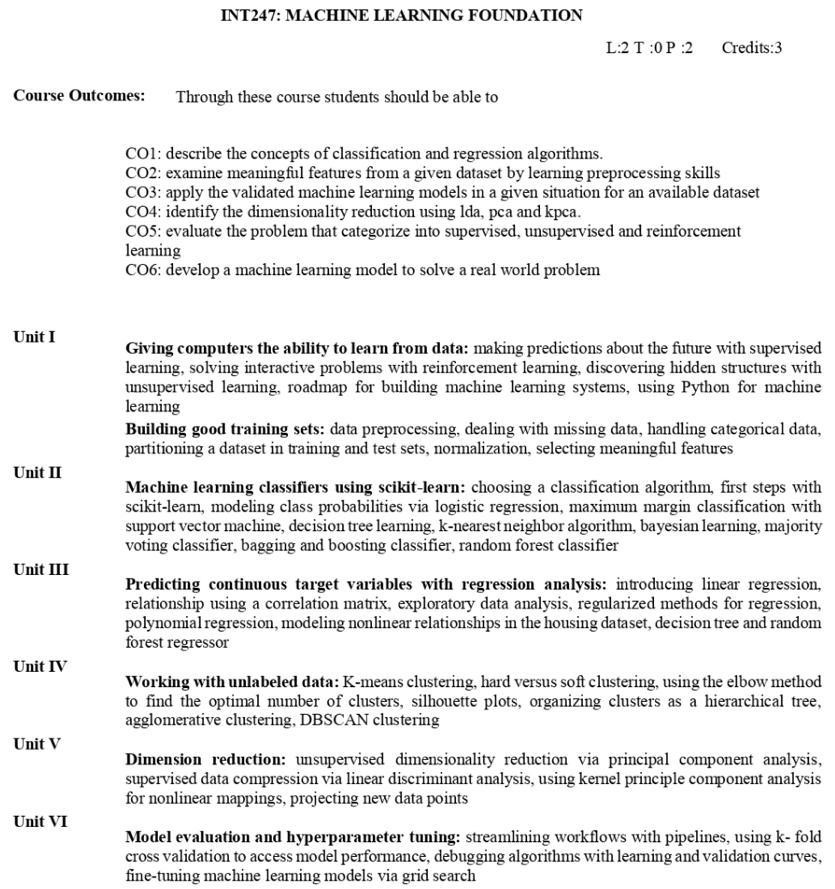 INT247: MACHINE LEARNING FOUNDATION
L:2 T :0 P :2 Credits:3
Course Outcomes: Through these course students should be able to
CO1: describe the concepts of classification and regression algorithms.
CO2: examine meaningful features from a given dataset by learning preprocessing skills
CO3: apply the validated machine learning models in a given situation for an available dataset
CO4: identify the dimensionality reduction using lda, pca and kpca.
CO5: evaluate the problem that categorize into supervised, unsupervised and reinforcement
learning
CO6: develop a machine learning model to solve a real world problem
Unit I
Giving computers the ability to learn from data: making predictions about the future with supervised
learning, solving interactive problems with reinforcement learning, discovering hidden structures with
unsupervised learning, roadmap for building machine learning systems, using Python for machine
learning
Building good training sets: data preprocessing, dealing with missing data, handling categorical data,
partitioning a dataset in training and test sets, normalization, selecting meaningful features
Unit II
Machine learning classifiers using scikit-learn: choosing a classification algorithm, first steps with
scikit-learn, modeling class probabilities via logistic regression, maximum margin classification with
support vector machine, decision tree learning, k-nearest neighbor algorithm, bayesian learning, majority
voting classifier, bagging and boosting classifier, random forest classifier
Unit III
Predicting continuous target variables with regression analysis: introducing linear regression,
relationship using a correlation matrix, exploratory data analysis, regularized methods for regression,
polynomial regression, modeling nonlinear relationships in the housing dataset, decision tree and random
forest regressor
Unit IV
Working with unlabeled data: K-means clustering, hard versus soft clustering, using the elbow method
to find the optimal number of clusters, silhouette plots, organizing clusters as a hierarchical tree,
agglomerative clustering, DBSCAN clustering
Unit V
Dimension reduction: unsupervised dimensionality reduction via principal component analysis,
supervised data compression via linear discriminant analysis, using kernel principle component analysis
for nonlinear mappings, projecting new data points
Unit VI
Model evaluation and hyperparameter tuning: streamlining workflows with pipelines, using k- fold
cross validation to access model performance, debugging algorithms with learning and validation curves,
fine-tuning machine learning models via grid search